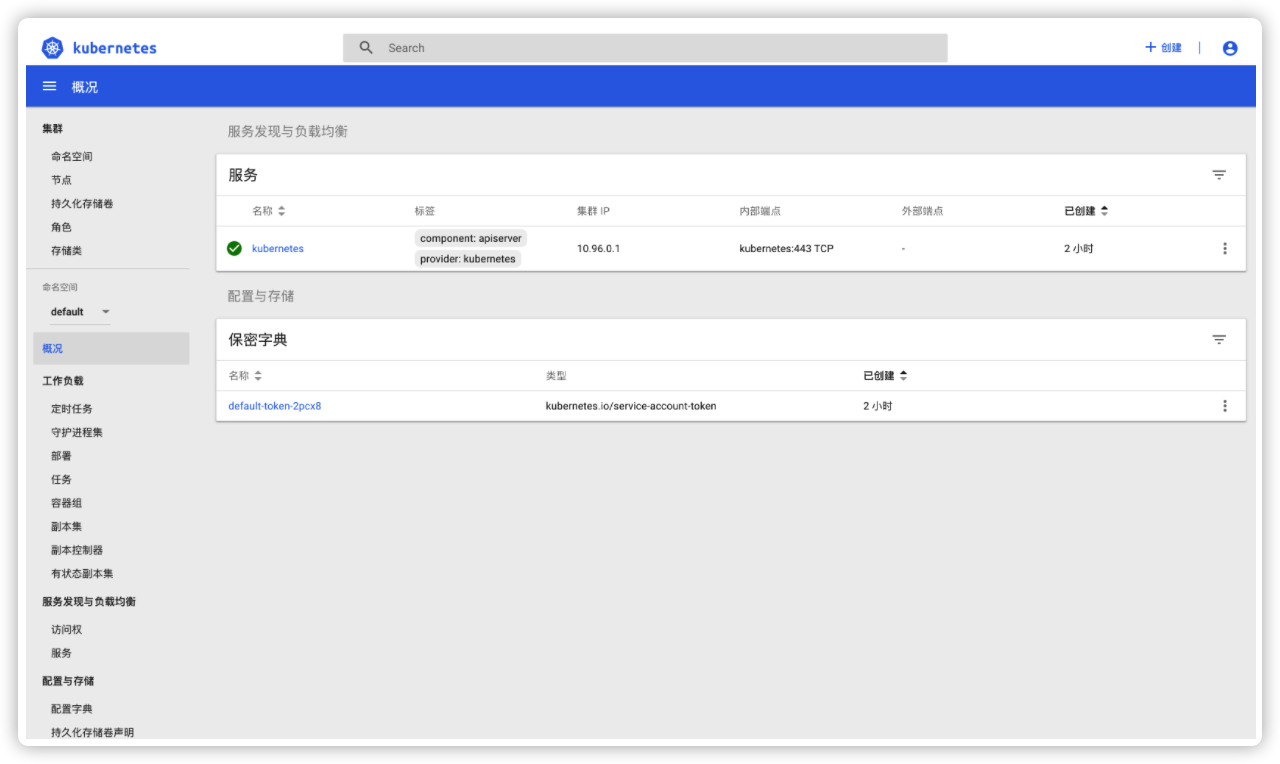 kubernetes
Search
创建
概况
集群
命名空间
节点
持久化存储卷
角色
存储类
命名空间
default
概况
工作负载
定时任务
守护进程集
部署
任务
容器组
副本集
副本控制器
有状态副本集
服务发现与负载均衡
访问权
服务
配置与存储
配置字典
持久化存储卷声明
服务发现与负载均衡
服务
名称 标签 集群 IP 内部端点 外部端点 已创建
kubernetes component: apiserver provider: kubernetes 10.96.0.1 kubernetes:443 TCP - 2 小时
配置与存储
保密字典
名称 类型 已创建
default-token-2pcx8 kubernetes.io/service-account-token 2 小时